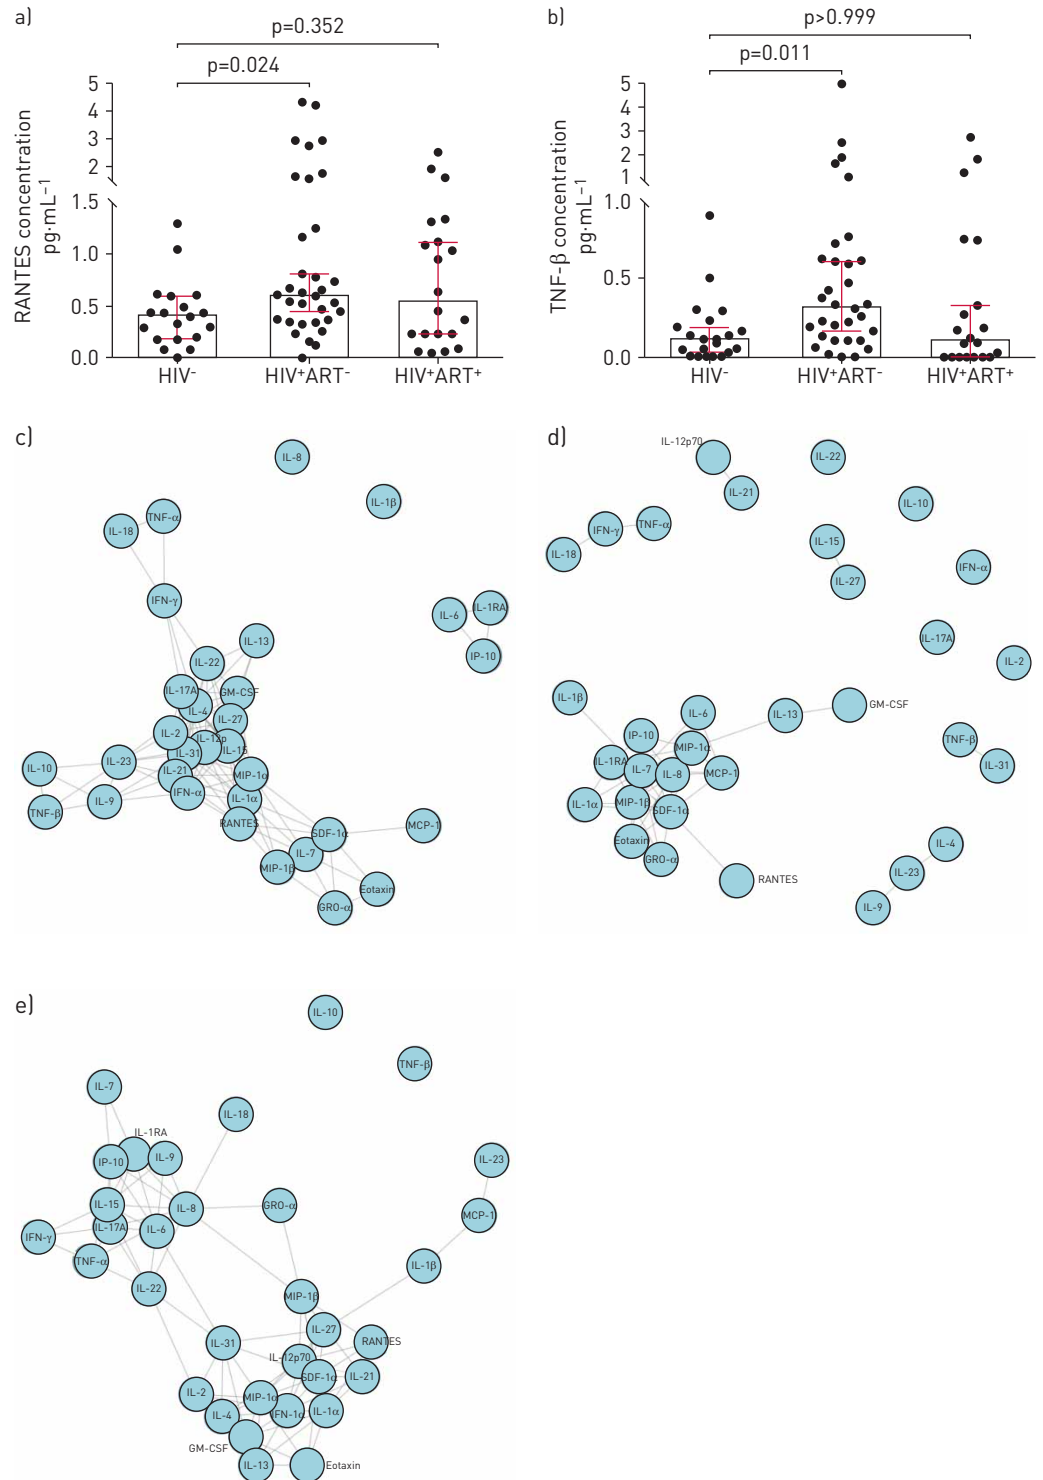 a)
p=0.352
p=0.024
RANTES concentration
pg·mL⁻¹
5
4
3
2
1.5
1.0
0.5
0.0
HIV⁻
HIV⁺ART⁻
HIV⁺ART⁺
b)
p>0.999
p=0.011
TNF-β concentration
pg·mL⁻¹
5
4
3
2
1
1.0
0.5
0.0
HIV⁻
HIV⁺ART⁻
HIV⁺ART⁺
c)
IL-8
IL-1β
TNF-α
IL-18
IFN-γ
IL-6
IL-1RA
IP-10
IL-13
IL-22
IL-17A
GM-CSF
IL-4
IL-27
IL-2
IL-12p
IL-15
IL-31
IL-23
IL-10
IL-21
MIP-1α
IFN-α
IL-9
IL-1α
TNF-β
RANTES
SDF-1α
MCP-1
IL-7
MIP-1β
Eotaxin
GRO-α
d)
IL-12p70
IL-22
IL-21
IL-10
TNF-α
IFN-γ
IL-18
IL-15
IL-27
IFN-α
IL-17A
IL-2
IL-1β
GM-CSF
IL-6
IL-13
IP-10
MIP-1α
TNF-β
IL-1RA
IL-7
IL-8
MCP-1
IL-31
IL-1α
MIP-1β
SDF-1α
Eotaxin
GRO-α
IL-4
RANTES
IL-23
IL-9
e)
IL-10
TNF-β
IL-7
IL-18
IL-1RA
IP-10
IL-9
IL-23
IL-15
IL-8
GRO-α
MCP-1
IL-17A
IL-6
IFN-γ
TNF-α
IL-1β
IL-22
MIP-1β
IL-27
IL-31
RANTES
IL-12p70
SDF-1α
IL-21
IL-2
MIP-1α
IL-4
IFN-1α
IL-1α
GM-CSF
IL-13
Eotaxin